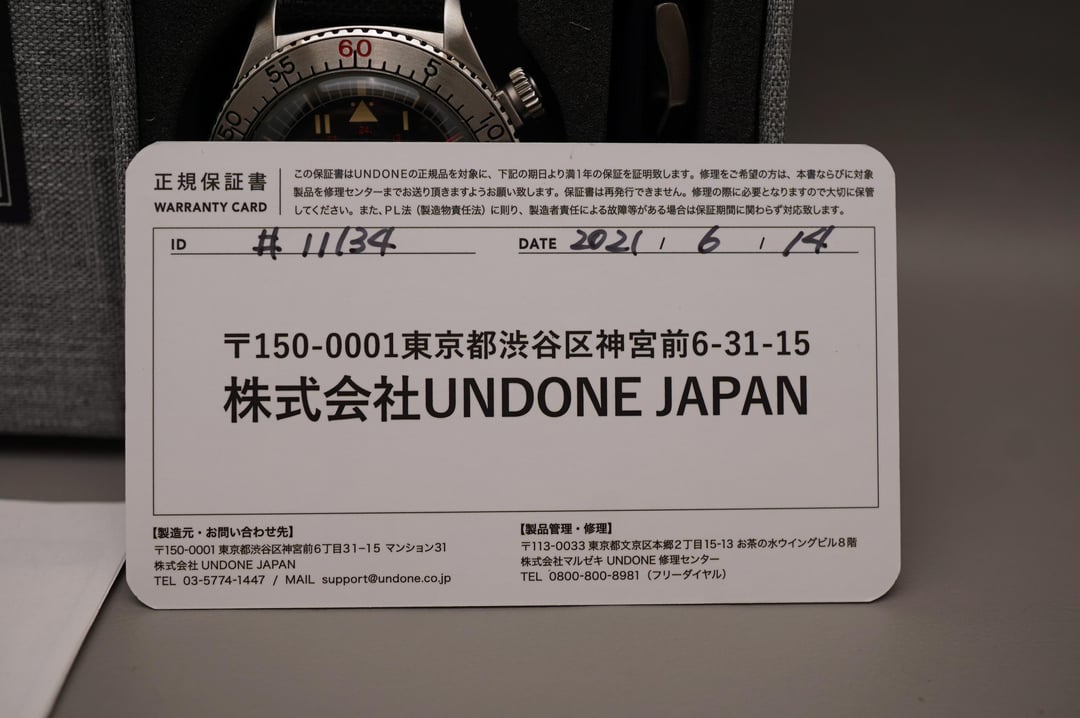 60
55
5
50
10
正規保証書
WARRANTY CARD
この保証書はUNDONEの正規品を対象に、下記の期日より満1年の保証を証明致します。修理をご希望の方は、本書ならびに対象
製品を修理センターまでお送り頂きますようお願い致します。保証書は再発行できません。修理の際に必要となりますので大切に保管
してください。また、PL法（製造物責任法）に則り、製造者責任による故障等がある場合は保証期間に関わらず対応致します。
ID #11134 DATE 2021 / 6 / 14
〒150-0001東京都渋谷区神宮前6-31-15
株式会社UNDONE JAPAN
【製造元・お問い合わせ先】
〒150-0001 東京都渋谷区神宮前6丁目31−15 マンション31
株式会社 UNDONE JAPAN
TEL 03-5774-1447 / MAIL support@undone.co.jp
【製品管理・修理】
〒113-0033 東京都文京区本郷2丁目15-13 お茶の水ウイングビル8階
株式会社マルゼキ UNDONE 修理センター
TEL 0800-800-8981（フリーダイヤル）